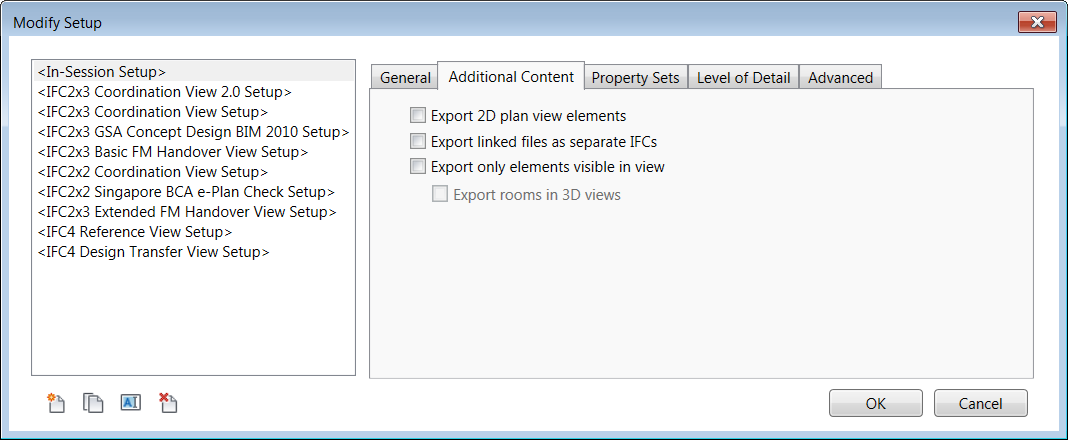 Modify Setup
<In-Session Setup>
<IFC2x3 Coordination View 2.0 Setup>
<IFC2x3 Coordination View Setup>
<IFC2x3 GSA Concept Design BIM 2010 Setup>
<IFC2x3 Basic FM Handover View Setup>
<IFC2x2 Coordination View Setup>
<IFC2x2 Singapore BCA e-Plan Check Setup>
<IFC2x3 Extended FM Handover View Setup>
<IFC4 Reference View Setup>
<IFC4 Design Transfer View Setup>
General Additional Content Property Sets Level of Detail Advanced
Export 2D plan view elements
Export linked files as separate IFCs
Export only elements visible in view
Export rooms in 3D views
AI
OK Cancel